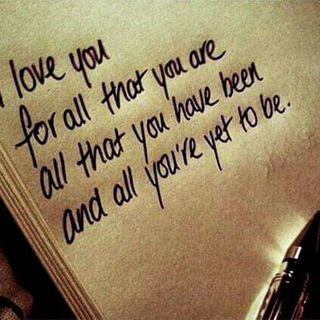 I love you
for all that you are
all that you have been
and all you're yet to be.